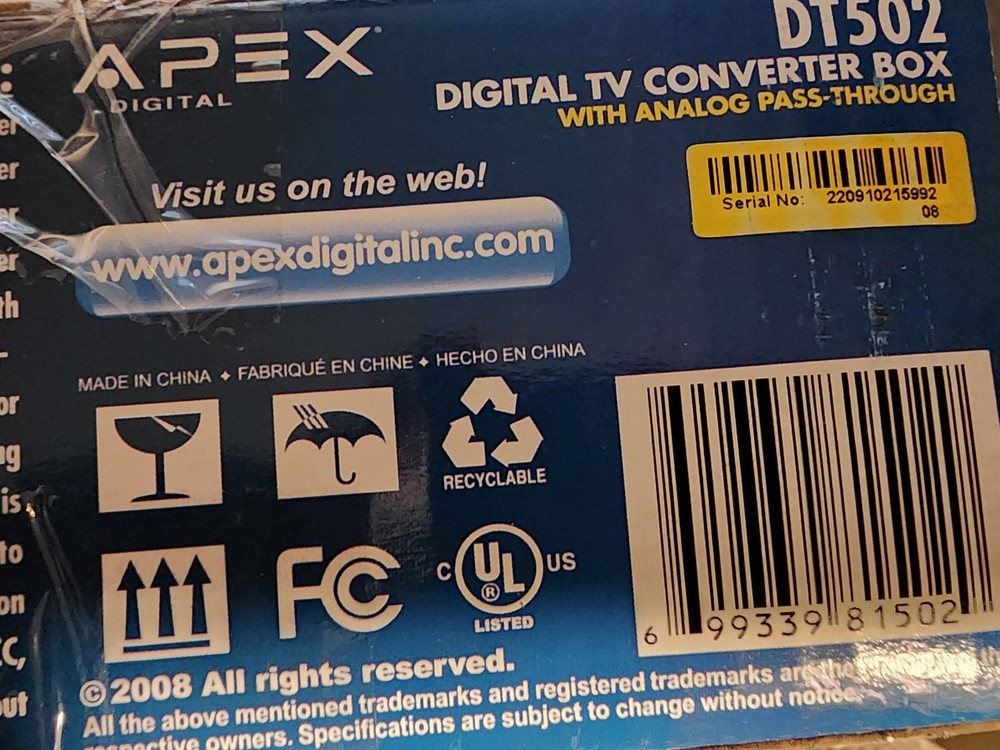 APEX
DIGITAL
DT502
DIGITAL TV CONVERTER BOX
WITH ANALOG PASS-THROUGH
Visit us on the web!
www.apexdigitalinc.com
Serial No: 220910215992
08
MADE IN CHINA ✦ FABRIQUÉ EN CHINE ✦ HECHO EN CHINA
RECYCLABLE
FC
C UL US
®
LISTED
6 99339 81502
©2008 All rights reserved.
All the above mentioned trademarks and registered trademarks are the
respective owners. Specifications are subject to change without notice.